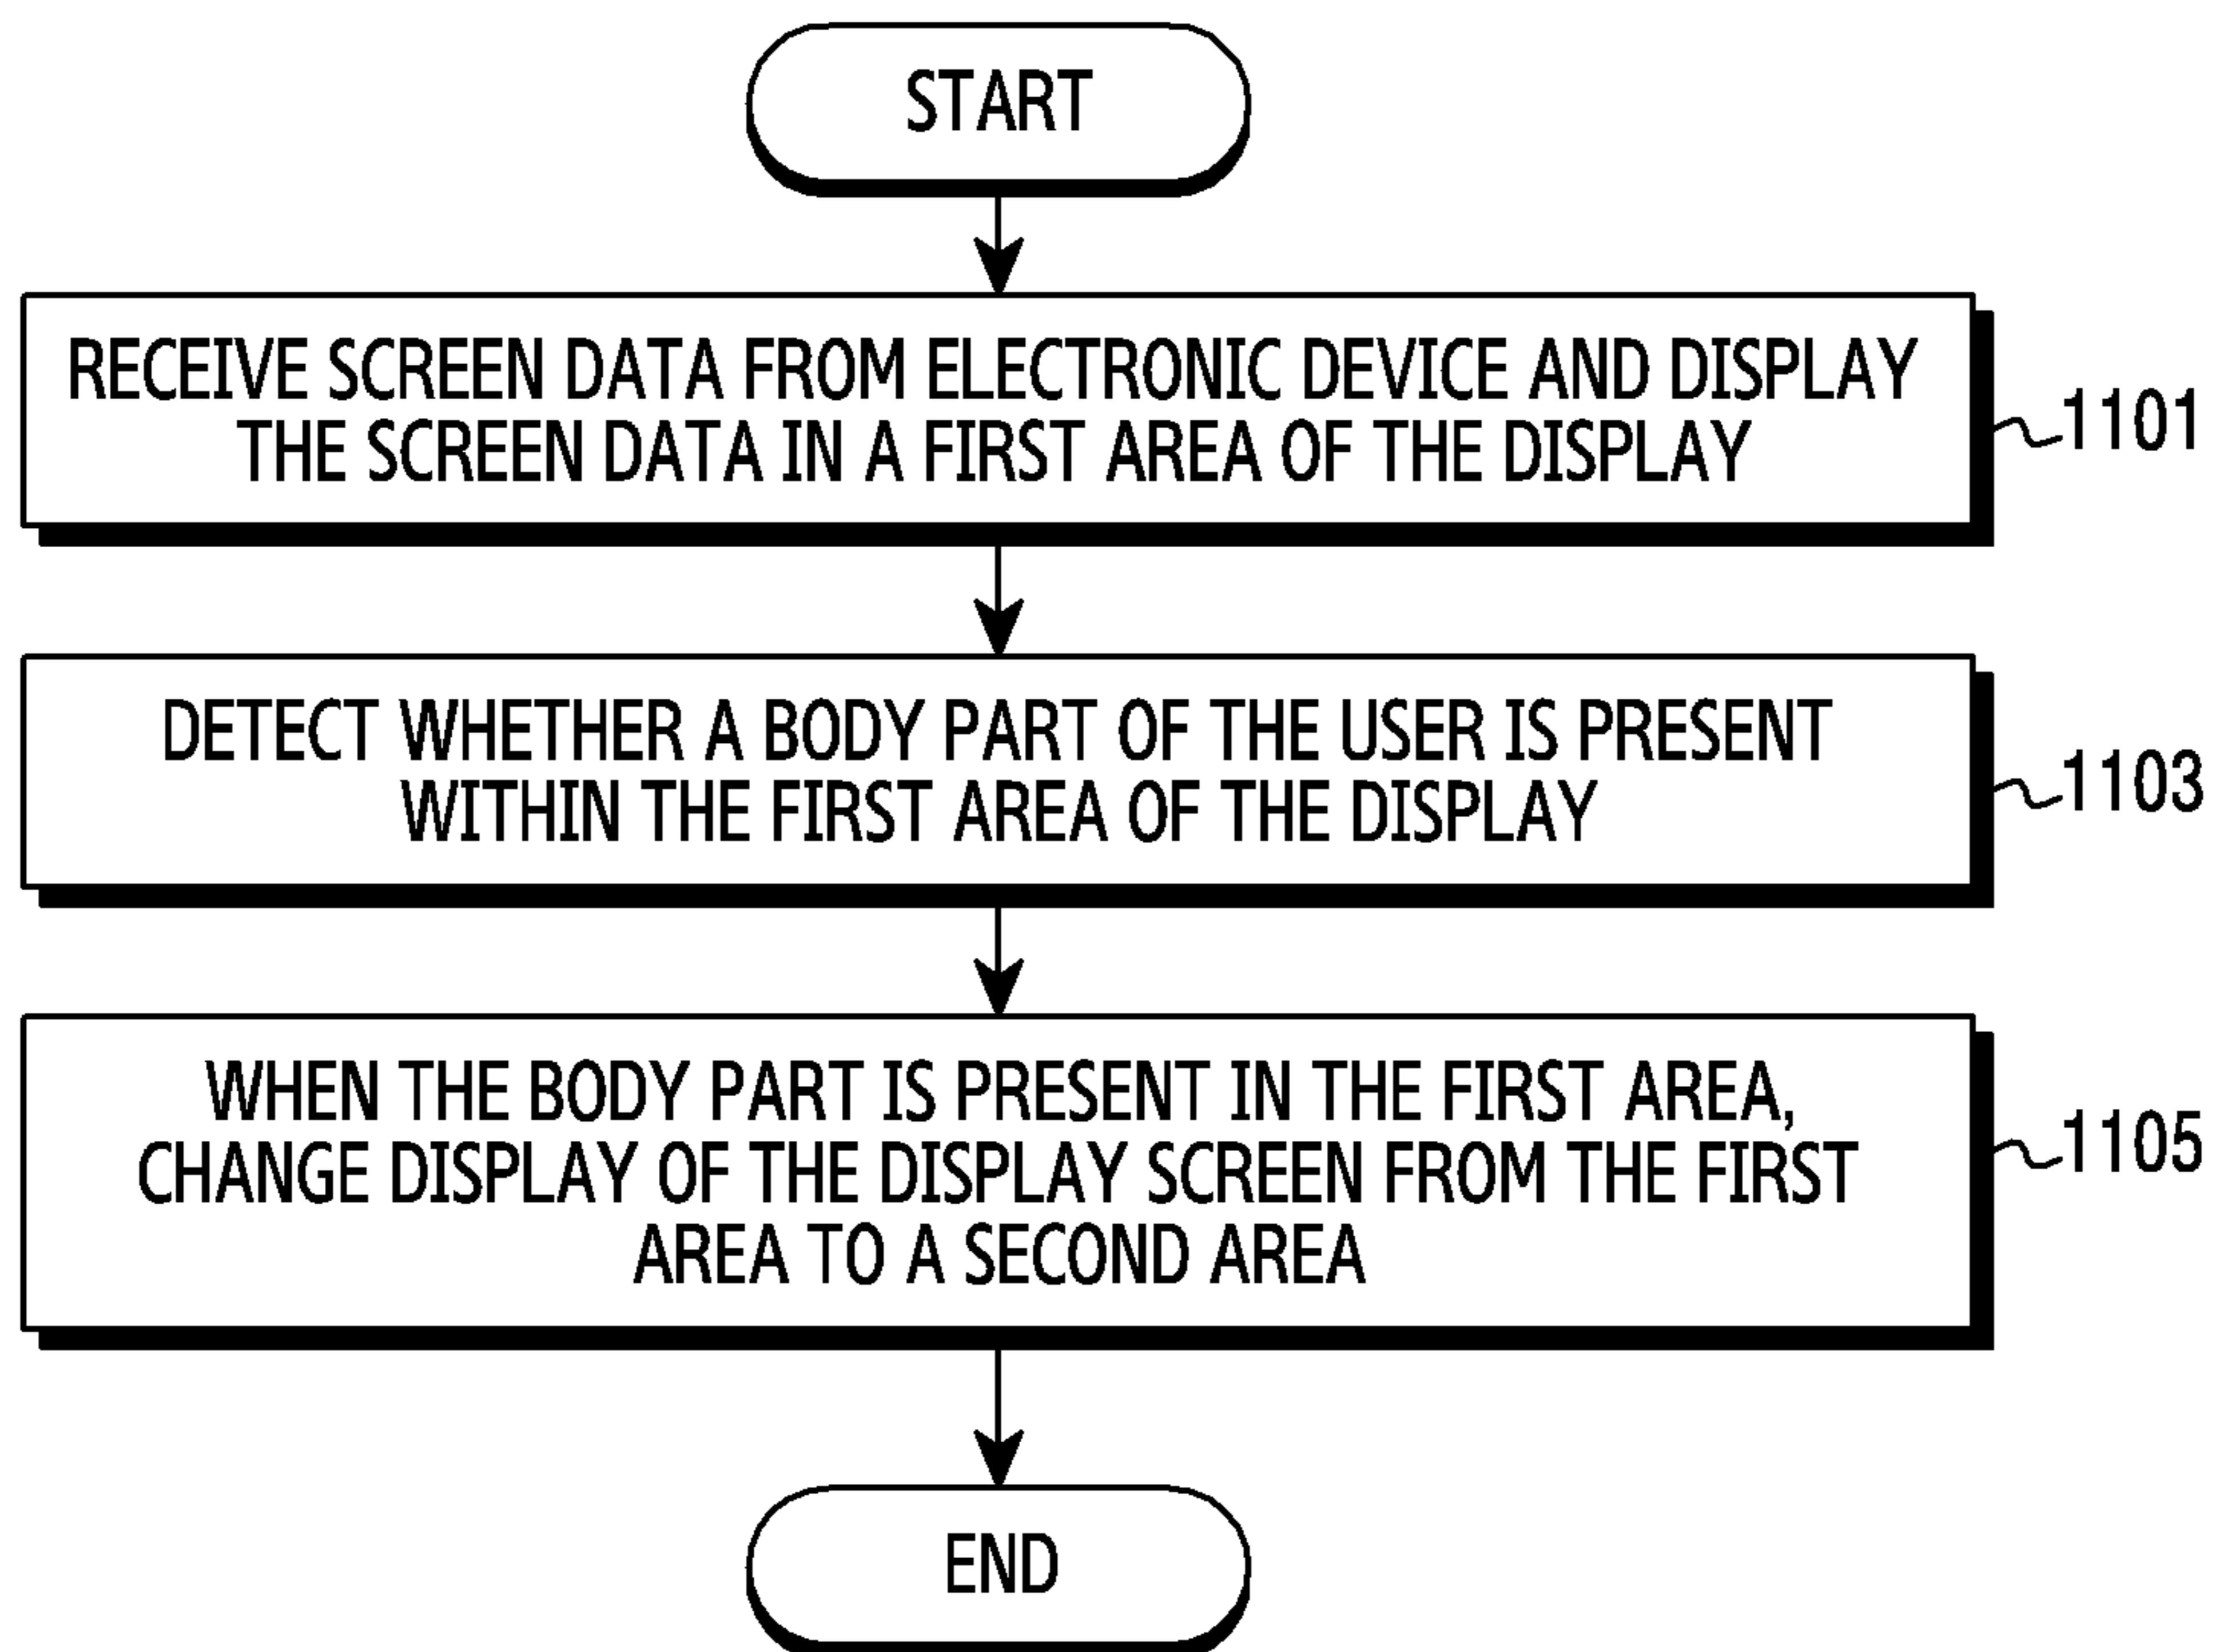 START
RECEIVE SCREEN DATA FROM ELECTRONIC DEVICE AND DISPLAY
THE SCREEN DATA IN A FIRST AREA OF THE DISPLAY
1101
DETECT WHETHER A BODY PART OF THE USER IS PRESENT
WITHIN THE FIRST AREA OF THE DISPLAY
1103
WHEN THE BODY PART IS PRESENT IN THE FIRST AREA,
CHANGE DISPLAY OF THE DISPLAY SCREEN FROM THE FIRST
AREA TO A SECOND AREA
1105
END